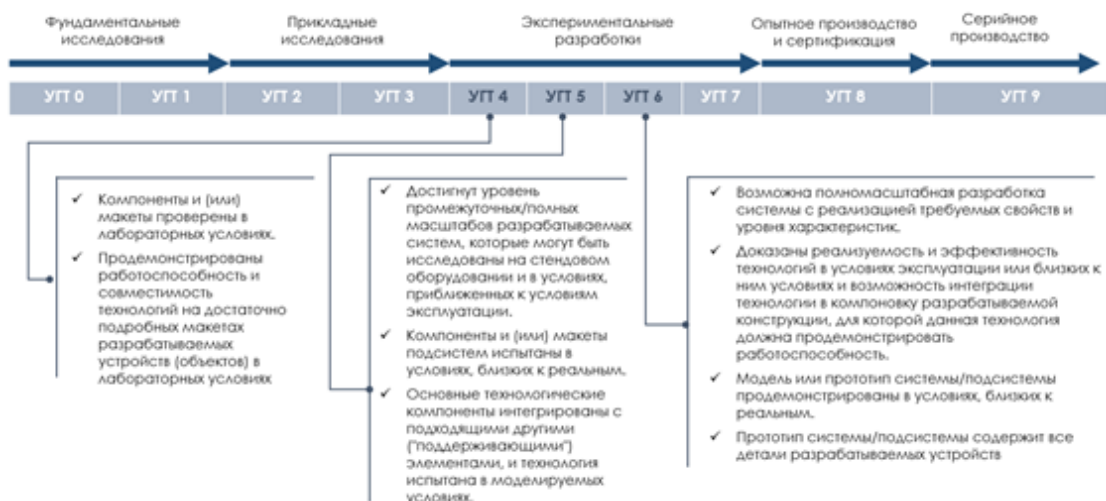 Фундаментальные
исследования
Прикладные
исследования
Экспериментальные
разработки
Опытное производство
и сертификация
Серийное
производство
УГТ 0
УГТ 1
УГТ 2
УГТ 3
УГТ 4
УГТ 5
УГТ 6
УГТ 7
УГТ 8
УГТ 9
✓ Компоненты и (или)
макеты проверены в
лабораторных условиях.
✓ Продемонстрированы
работоспособность и
совместимость
технологий на достаточно
подробных макетах
разрабатываемых
устройств (объектов) в
лабораторных условиях
✓ Достигнут уровень
промежуточных/полных
масштабов разрабатываемых
систем, которые могут быть
исследованы на стендовом
оборудовании и в условиях,
приближенных к условиям
эксплуатации.
✓ Компоненты и (или) макеты
подсистем испытаны в
условиях, близких к реальным.
✓ Основные технологические
компоненты интегрированы с
подходящими другими
("поддерживающими")
элементами, и технология
испытана в моделируемых
условиях.
✓ Возможна полномасштабная разработка
системы с реализацией требуемых свойств и
уровня характеристик.
✓ Доказаны реализуемость и эффективность
технологий в условиях эксплуатации или близких к
ним условиях и возможность интеграции
технологии в компоновку разрабатываемой
конструкции, для которой данная технология
должна продемонстрировать
работоспособность.
✓ Модель или прототип системы/подсистемы
продемонстрированы в условиях, близких к
реальным.
✓ Прототип системы/подсистемы содержит все
детали разрабатываемых устройств